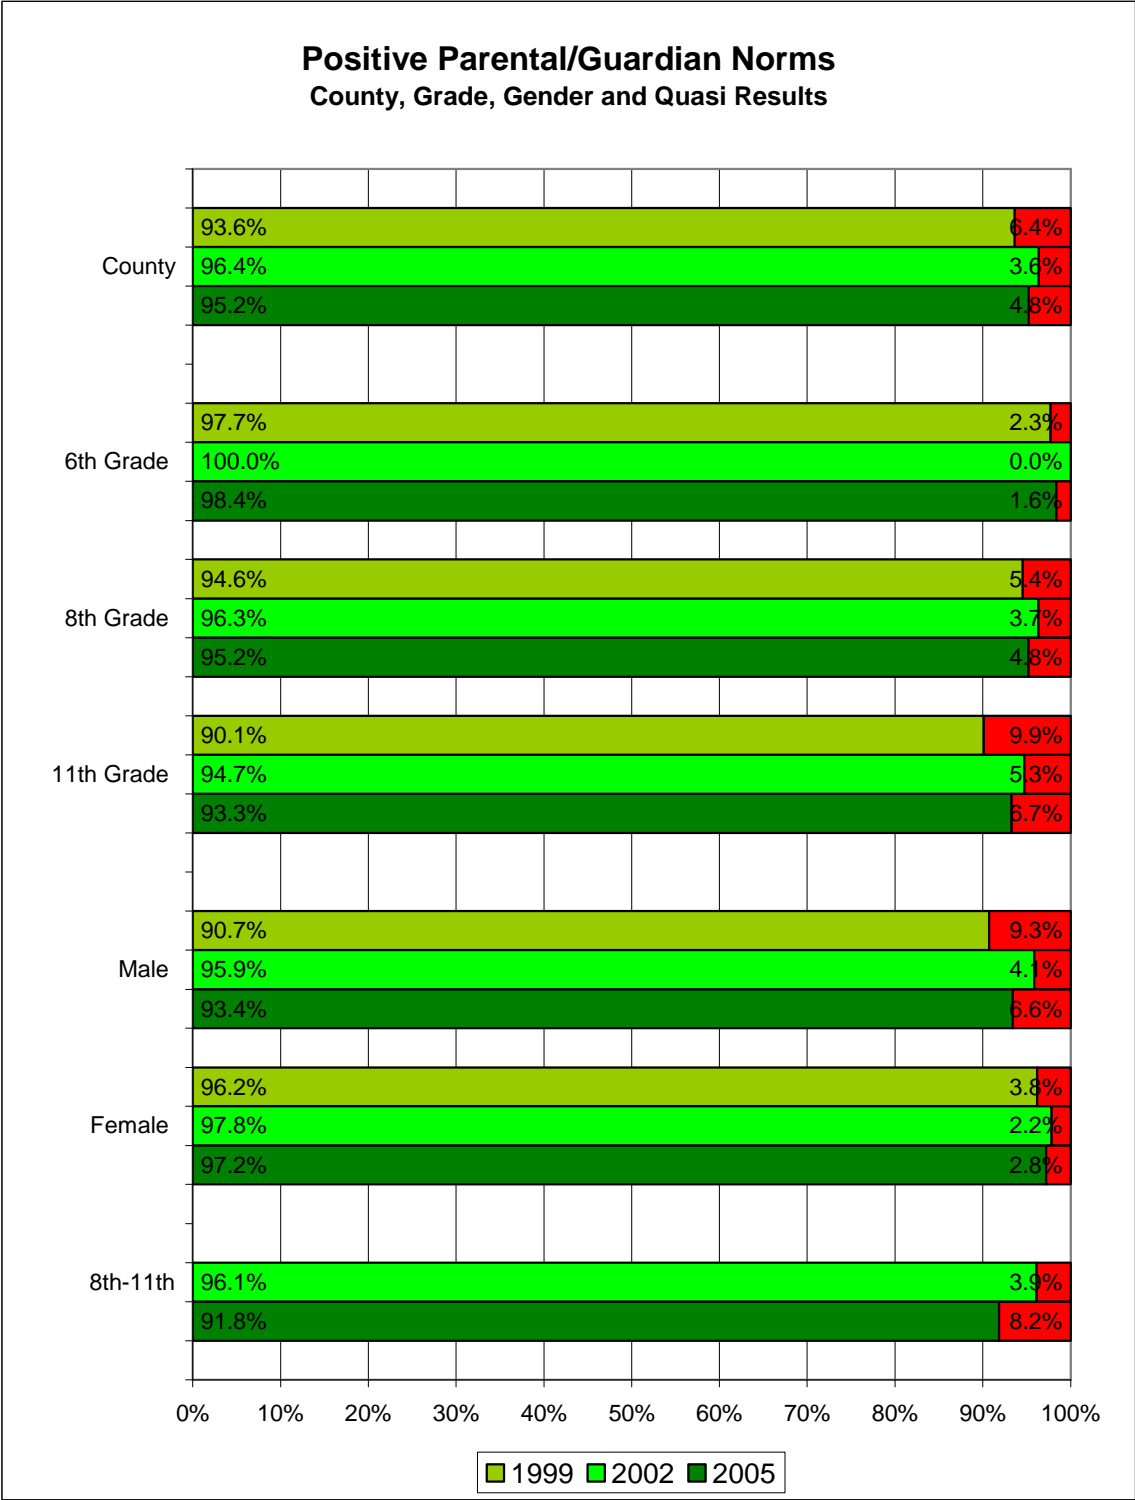 Positive Parental/Guardian Norms
County, Grade, Gender and Quasi Results
93.6% 6.4%
County 96.4% 3.6%
95.2% 4.8%
97.7% 2.3%
6th Grade 100.0% 0.0%
98.4% 1.6%
94.6% 5.4%
8th Grade 96.3% 3.7%
95.2% 4.8%
90.1% 9.9%
11th Grade 94.7% 5.3%
93.3% 6.7%
90.7% 9.3%
Male 95.9% 4.1%
93.4% 6.6%
96.2% 3.8%
Female 97.8% 2.2%
97.2% 2.8%
8th-11th 96.1% 3.9%
91.8% 8.2%
0% 10% 20% 30% 40% 50% 60% 70% 80% 90% 100%
1999 2002 2005